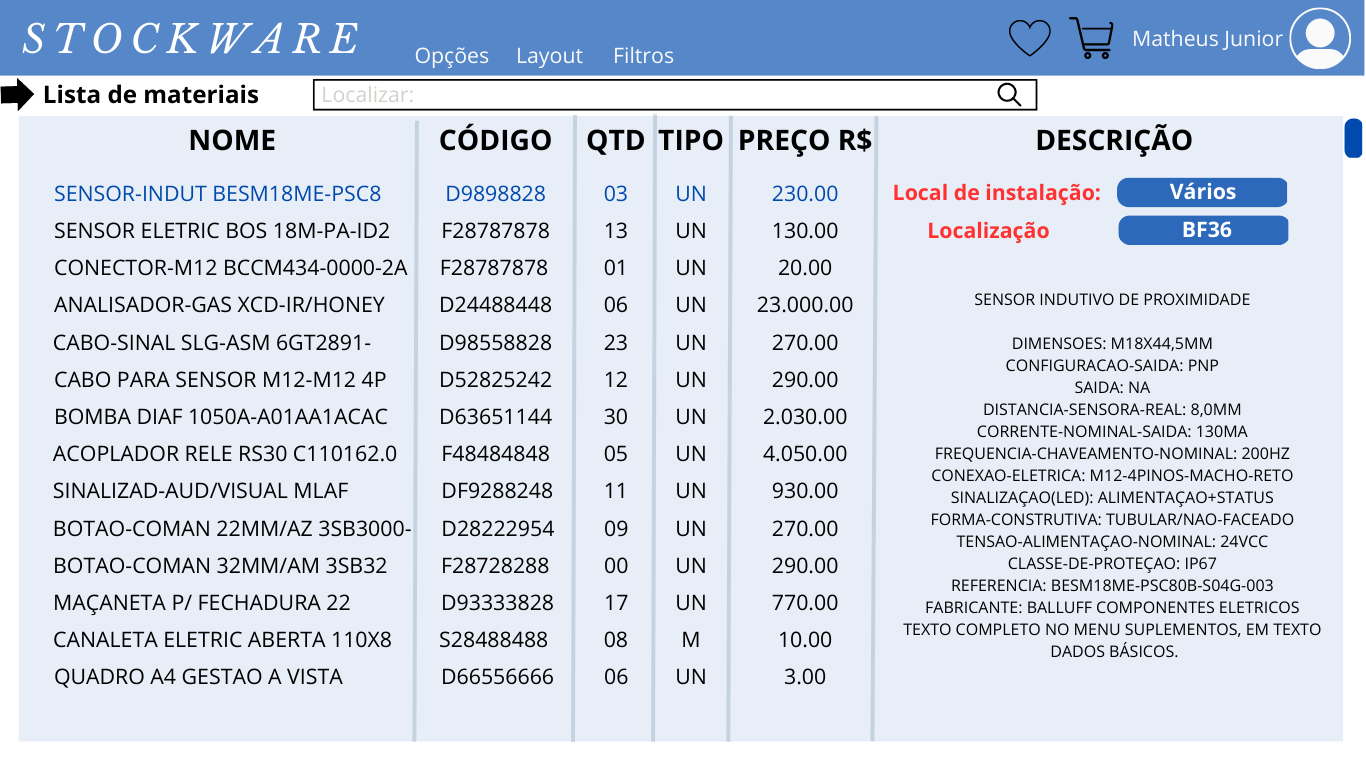 STOCKWARE
Opções Layout Filtros
Matheus Junior
Lista de materiais
Localizar:
NOME CÓDIGO QTD TIPO PREÇO R$ DESCRIÇÃO
SENSOR-INDUT BESM18ME-PSC8 D9898828 03 UN 230.00
SENSOR ELETRIC BOS 18M-PA-ID2 F28787878 13 UN 130.00
CONECTOR-M12 BCCM434-0000-2A F28787878 01 UN 20.00
ANALISADOR-GAS XCD-IR/HONEY D24488448 06 UN 23.000.00
CABO-SINAL SLG-ASM 6GT2891- D98558828 23 UN 270.00
CABO PARA SENSOR M12-M12 4P D52825242 12 UN 290.00
BOMBA DIAF 1050A-A01AA1ACAC D63651144 30 UN 2.030.00
ACOPLADOR RELE RS30 C110162.0 F48484848 05 UN 4.050.00
SINALIZAD-AUD/VISUAL MLAF DF9288248 11 UN 930.00
BOTAO-COMAN 22MM/AZ 3SB3000- D28222954 09 UN 270.00
BOTAO-COMAN 32MM/AM 3SB32 F28728288 00 UN 290.00
MAÇANETA P/ FECHADURA 22 D93333828 17 UN 770.00
CANALETA ELETRIC ABERTA 110X8 S28488488 08 M 10.00
QUADRO A4 GESTAO A VISTA D66556666 06 UN 3.00
Local de instalação: Vários
Localização BF36
SENSOR INDUTIVO DE PROXIMIDADE
DIMENSOES: M18X44,5MM
CONFIGURACAO-SAIDA: PNP
SAIDA: NA
DISTANCIA-SENSORA-REAL: 8,0MM
CORRENTE-NOMINAL-SAIDA: 130MA
FREQUENCIA-CHAVEAMENTO-NOMINAL: 200HZ
CONEXAO-ELETRICA: M12-4PINOS-MACHO-RETO
SINALIZAÇAO(LED): ALIMENTAÇAO+STATUS
FORMA-CONSTRUTIVA: TUBULAR/NAO-FACEADO
TENSAO-ALIMENTAÇAO-NOMINAL: 24VCC
CLASSE-DE-PROTEÇAO: IP67
REFERENCIA: BESM18ME-PSC80B-S04G-003
FABRICANTE: BALLUFF COMPONENTES ELETRICOS
TEXTO COMPLETO NO MENU SUPLEMENTOS, EM TEXTO
DADOS BÁSICOS.